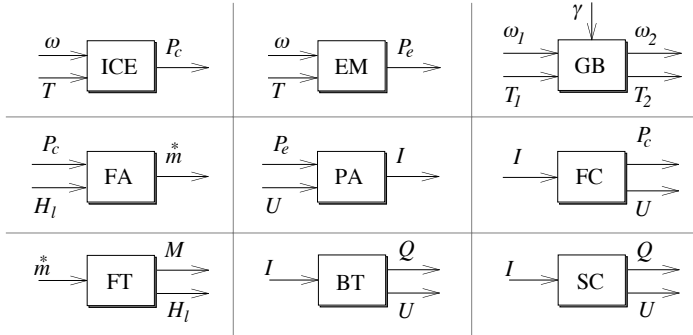 ω ICE P_c
T
ω EM P_e
T
γ
ω_1 GB ω_2
T_1 T_2
P_c FA m*
H_l
P_e PA I
U
I FC P_c
U
m* FT M
H_l
I BT Q
U
I SC Q
U